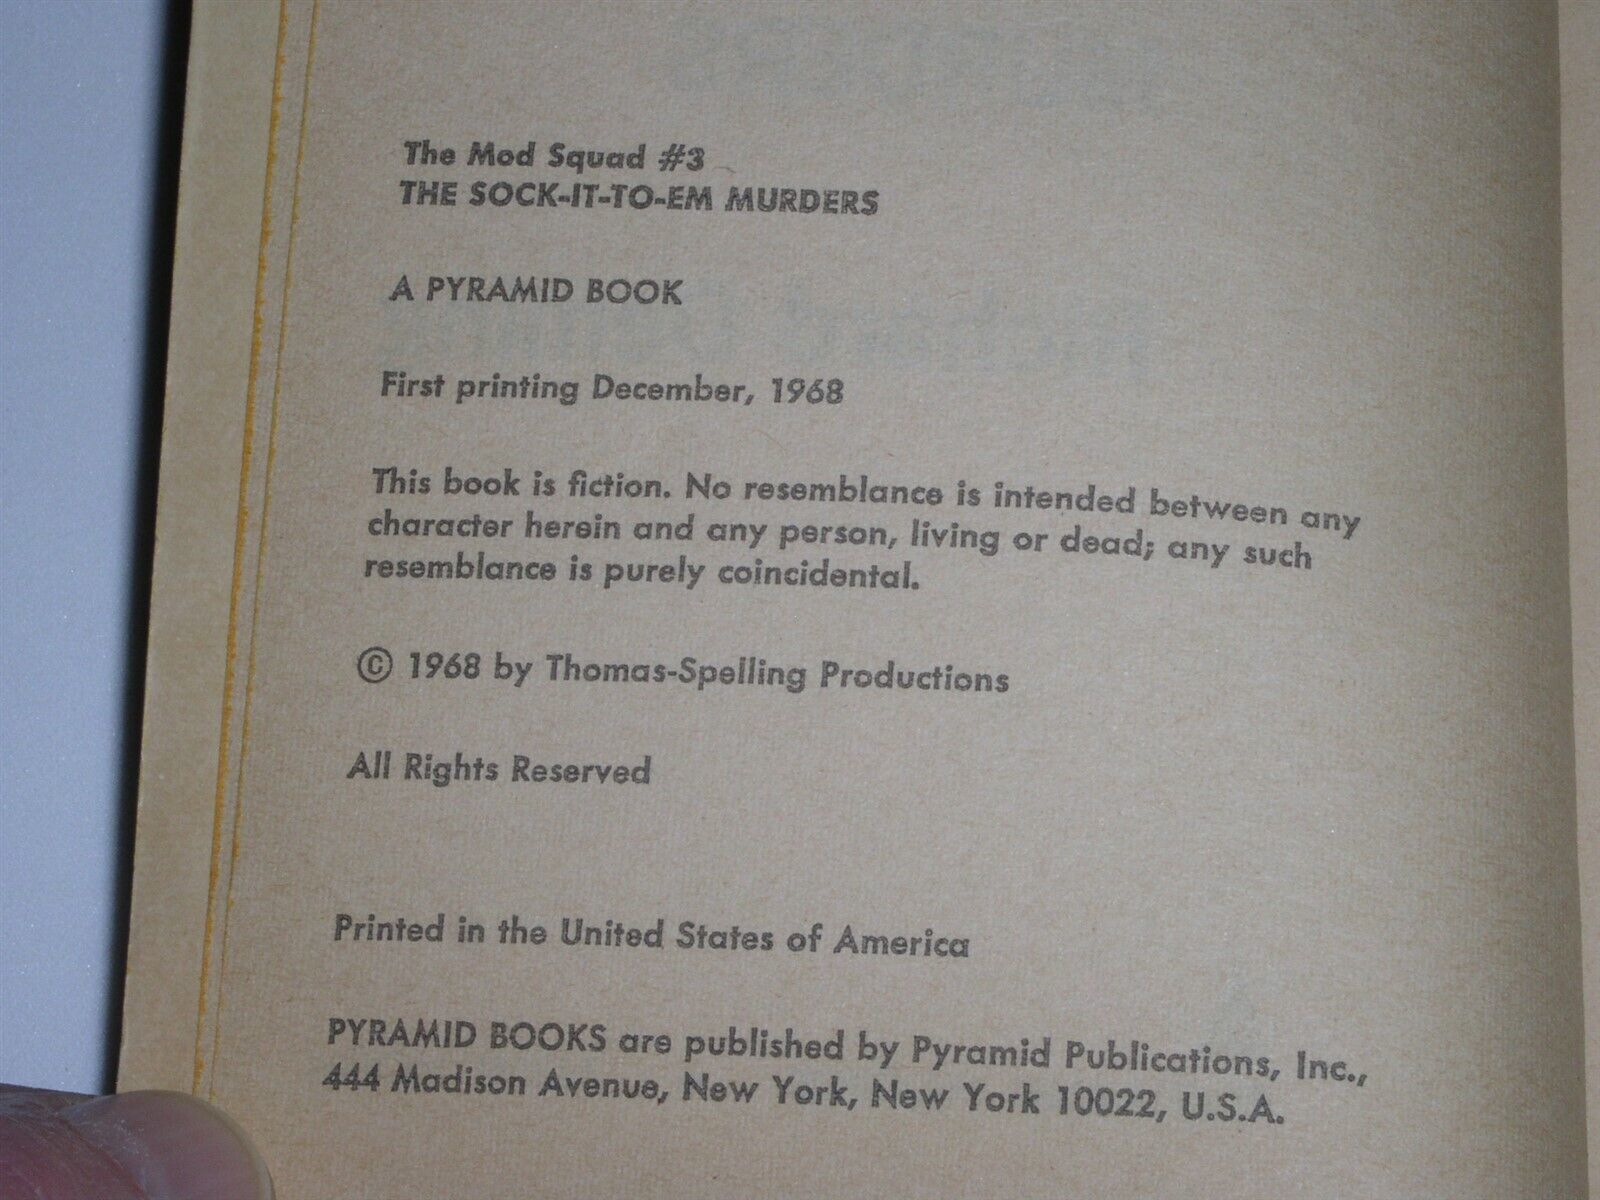 The Mod Squad #3
THE SOCK-IT-TO-EM MURDERS
A PYRAMID BOOK
First printing December, 1968
This book is fiction. No resemblance is intended between any
character herein and any person, living or dead; any such
resemblance is purely coincidental.
© 1968 by Thomas-Spelling Productions
All Rights Reserved
Printed in the United States of America
PYRAMID BOOKS are published by Pyramid Publications, Inc.,
444 Madison Avenue, New York, New York 10022, U.S.A.